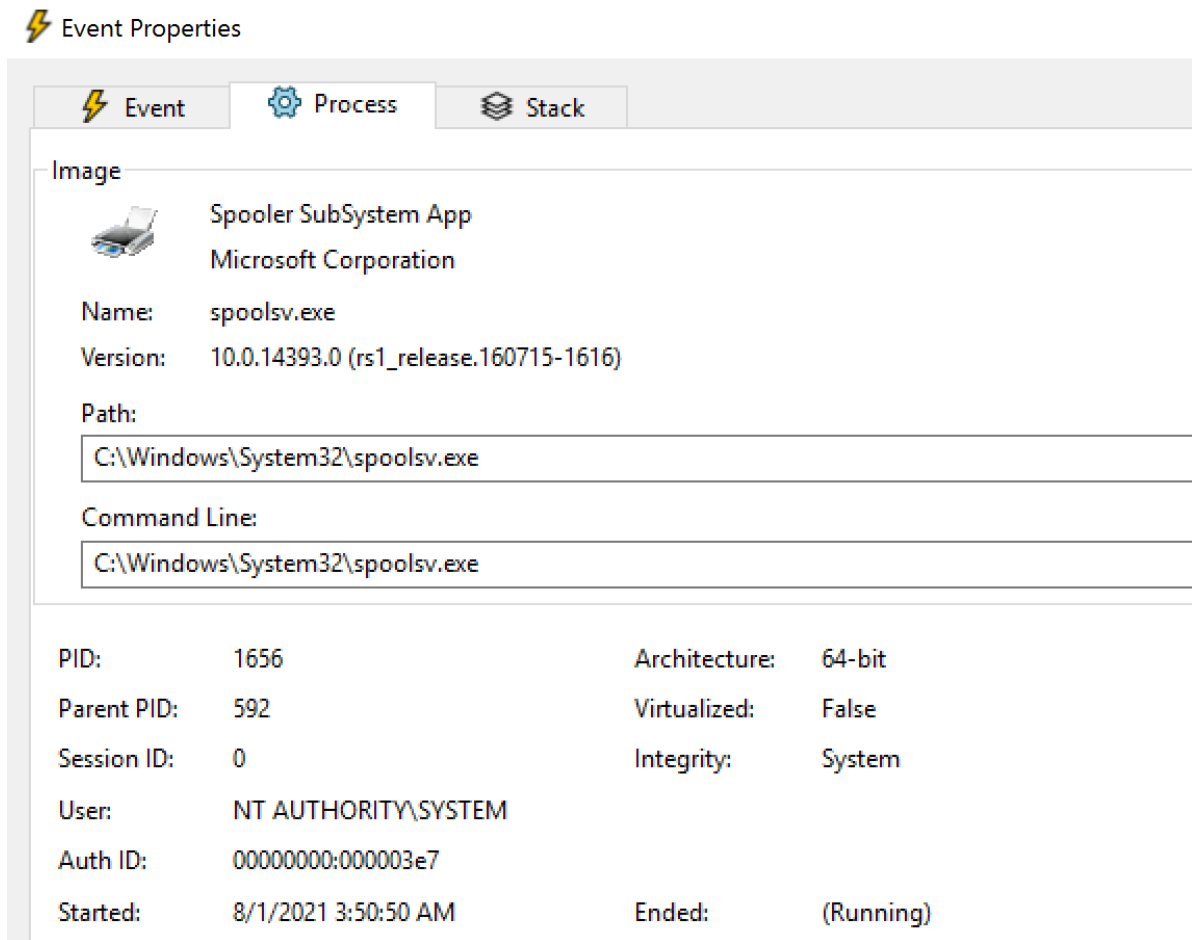 Event Properties
Event Process Stack
Image
Spooler SubSystem App
Microsoft Corporation
Name: spoolsv.exe
Version: 10.0.14393.0 (rs1_release.160715-1616)
Path:
C:\Windows\System32\spoolsv.exe
Command Line:
C:\Windows\System32\spoolsv.exe
PID: 1656 Architecture: 64-bit
Parent PID: 592 Virtualized: False
Session ID: 0 Integrity: System
User: NT AUTHORITY\SYSTEM
Auth ID: 00000000:000003e7
Started: 8/1/2021 3:50:50 AM Ended: (Running)